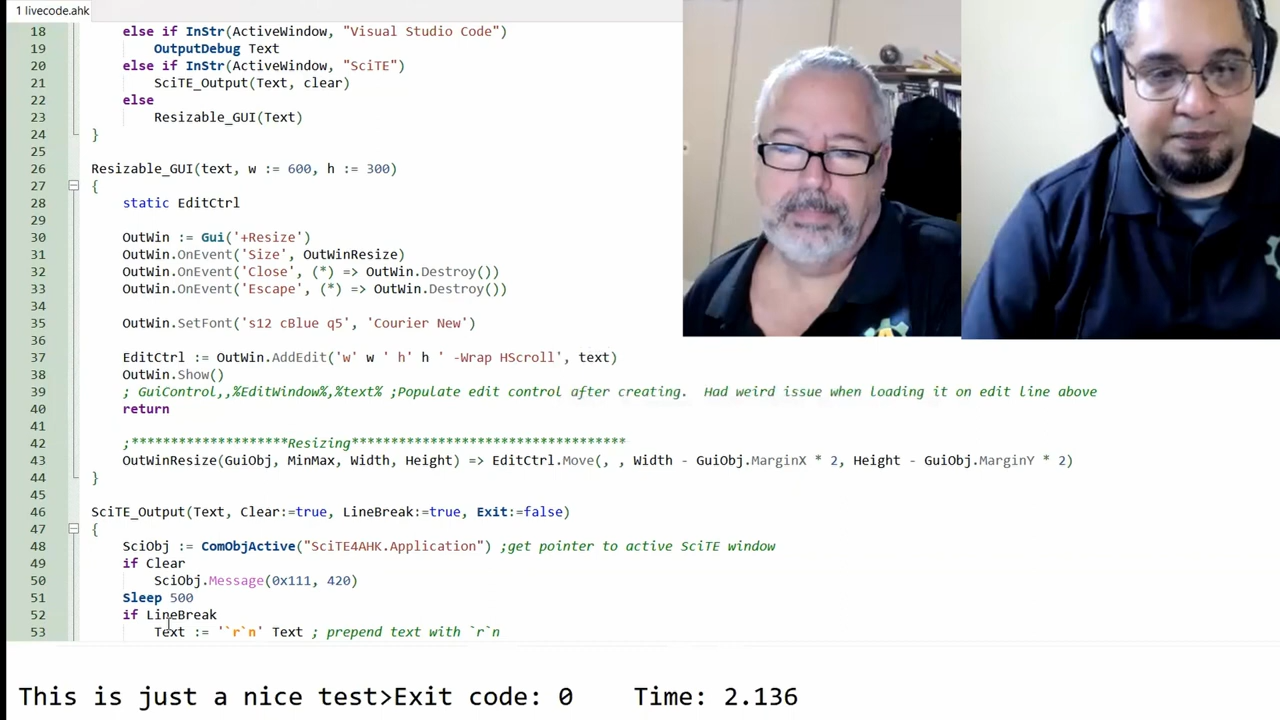 1 livecode.ahk
18 else if InStr(ActiveWindow, "Visual Studio Code")
19 OutputDebug Text
20 else if InStr(ActiveWindow, "SciTE")
21 SciTE_Output(Text, clear)
22 else
23 Resizable_GUI(Text)
24 }
25
26 Resizable_GUI(text, w := 600, h := 300)
27 {
28 static EditCtrl
29
30 OutWin := Gui('+Resize')
31 OutWin.OnEvent('Size', OutWinResize)
32 OutWin.OnEvent('Close', (*) => OutWin.Destroy())
33 OutWin.OnEvent('Escape', (*) => OutWin.Destroy())
34
35 OutWin.SetFont('s12 cBlue q5', 'Courier New')
36
37 EditCtrl := OutWin.AddEdit('w' w ' h' h ' -Wrap HScroll', text)
38 OutWin.Show()
39 ; GuiControl,,%EditWindow%,%text% ;Populate edit control after creating.  Had weird issue when loading it on edit line above
40 return
41
42 ;********************Resizing***********************************
43 OutWinResize(GuiObj, MinMax, Width, Height) => EditCtrl.Move(, , Width - GuiObj.MarginX * 2, Height - GuiObj.MarginY * 2)
44 }
45
46 SciTE_Output(Text, Clear:=true, LineBreak:=true, Exit:=false)
47 {
48 SciObj := ComObjActive("SciTE4AHK.Application") ;get pointer to active SciTE window
49 if Clear
50 SciObj.Message(0x111, 420)
51 Sleep 500
52 if LineBreak
53 Text := '`r`n' Text ; prepend text with `r`n
This is just a nice test>Exit code: 0    Time: 2.136